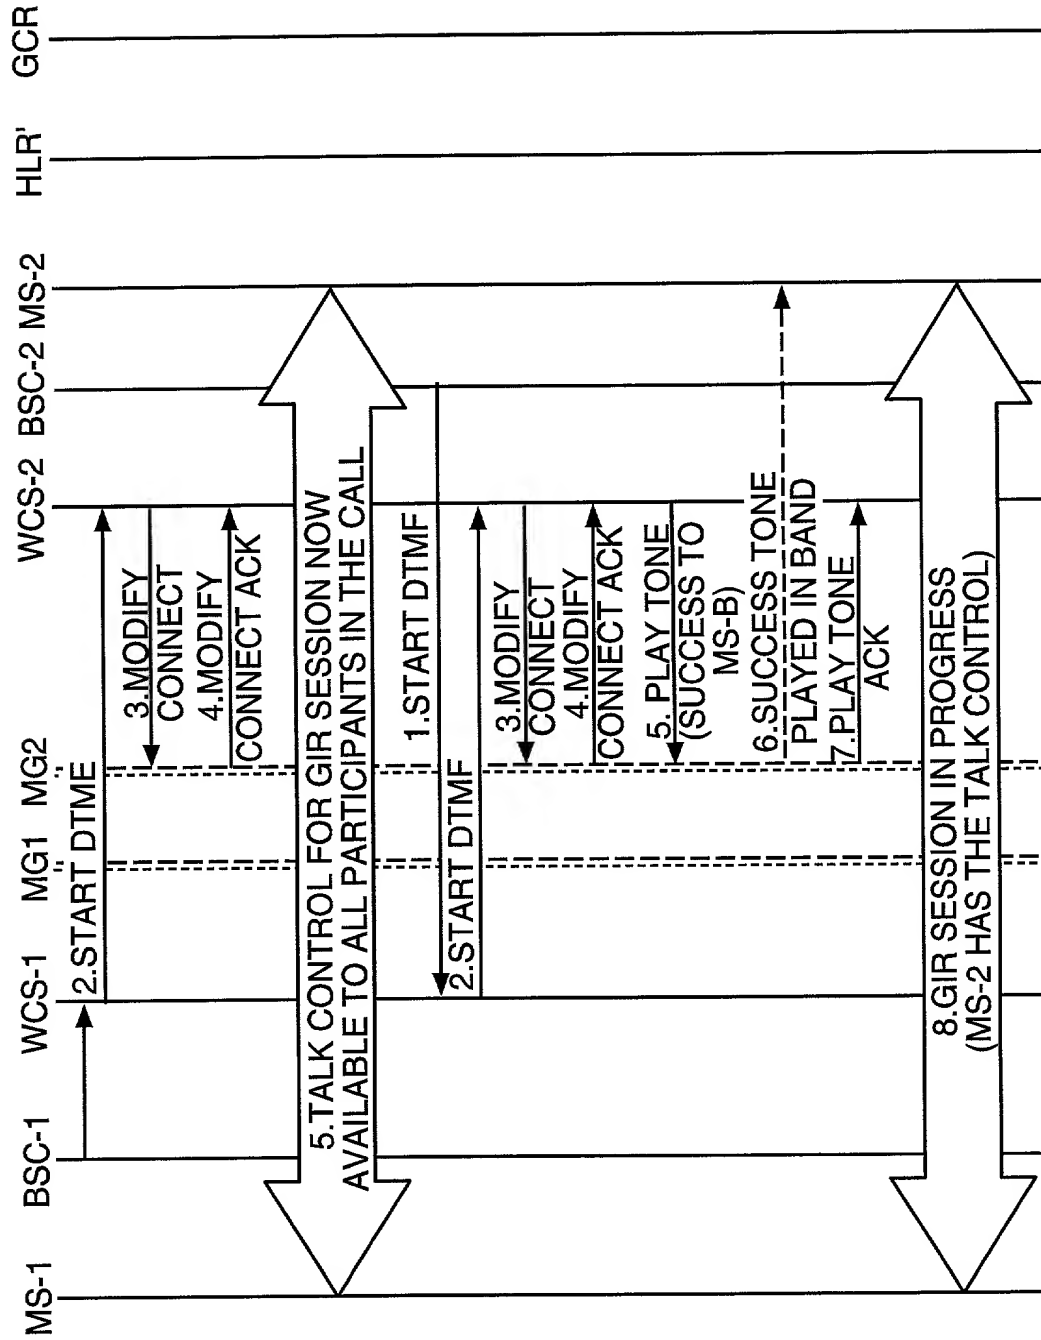 MS-1
BSC-1
WCS-1
MG1
MG2
WCS-2
BSC-2
MS-2
HLR'
GCR
2.START DTME
3.MODIFY
CONNECT
4.MODIFY
CONNECT ACK
5.TALK CONTROL FOR GIR SESSION NOW
AVAILABLE TO ALL PARTICIPANTS IN THE CALL
1.START DTMF
2.START DTMF
3.MODIFY
CONNECT
4.MODIFY
CONNECT ACK
5. PLAY TONE
(SUCCESS TO
MS-B)
6.SUCCESS TONE
PLAYED IN BAND
7.PLAY TONE
ACK
8.GIR SESSION IN PROGRESS
(MS-2 HAS THE TALK CONTROL)